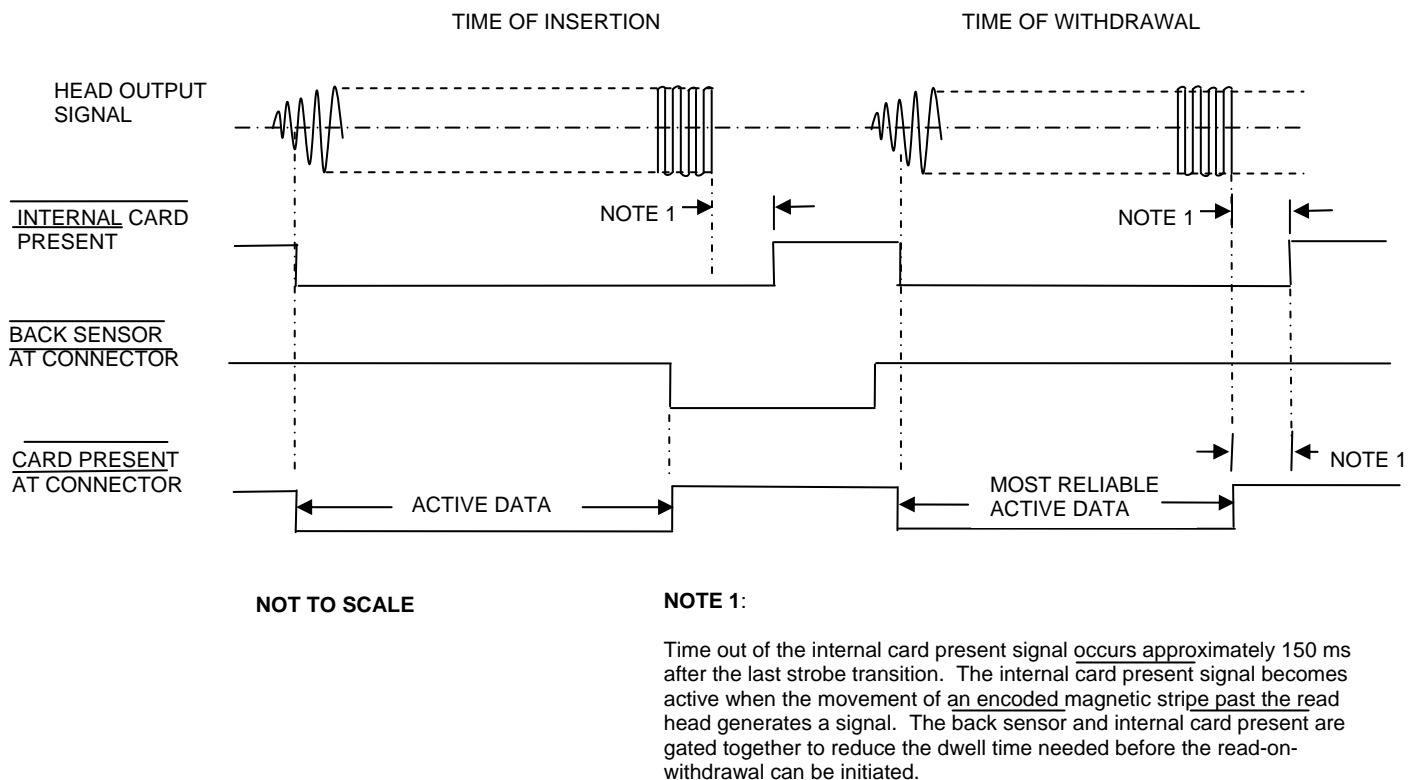 TIME OF INSERTION
TIME OF WITHDRAWAL
HEAD OUTPUT
SIGNAL
INTERNAL CARD
PRESENT
NOTE 1
NOTE 1
BACK SENSOR
AT CONNECTOR
CARD PRESENT
AT CONNECTOR
ACTIVE DATA
MOST RELIABLE
ACTIVE DATA
NOTE 1
NOT TO SCALE
NOTE 1:
Time out of the internal card present signal occurs approximately 150 ms
after the last strobe transition. The internal card present signal becomes
active when the movement of an encoded magnetic stripe past the read
head generates a signal. The back sensor and internal card present are
gated together to reduce the dwell time needed before the read-on-
withdrawal can be initiated.